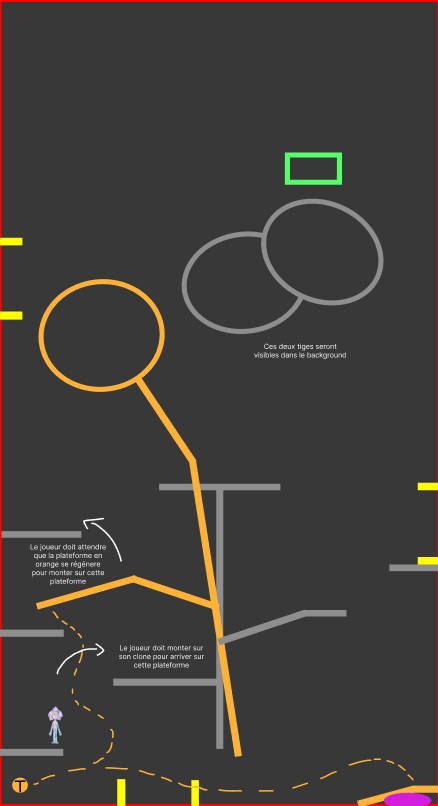 Ces deux tiges seront
visibles dans le background
Le joueur doit attendre
que la plateforme en
orange se régénere
pour monter sur cette
plateforme
Le joueur doit monter sur
son clone pour arriver sur
cette plateforme
T